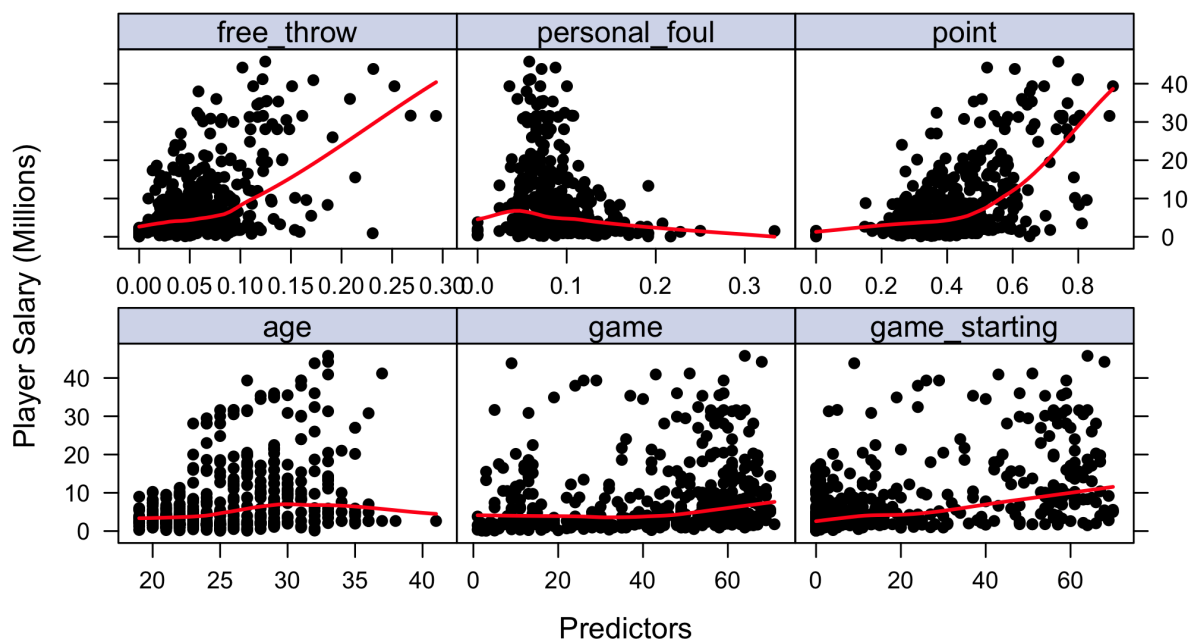 free_throw personal_foul point
40
30
20
10
0
0.00 0.05 0.10 0.15 0.20 0.25 0.30 0.0 0.1 0.2 0.3 0.0 0.2 0.4 0.6 0.8
Player Salary (Millions)
age game game_starting
40
30
20
10
0
20 25 30 35 40 0 20 40 60 0 20 40 60
Predictors